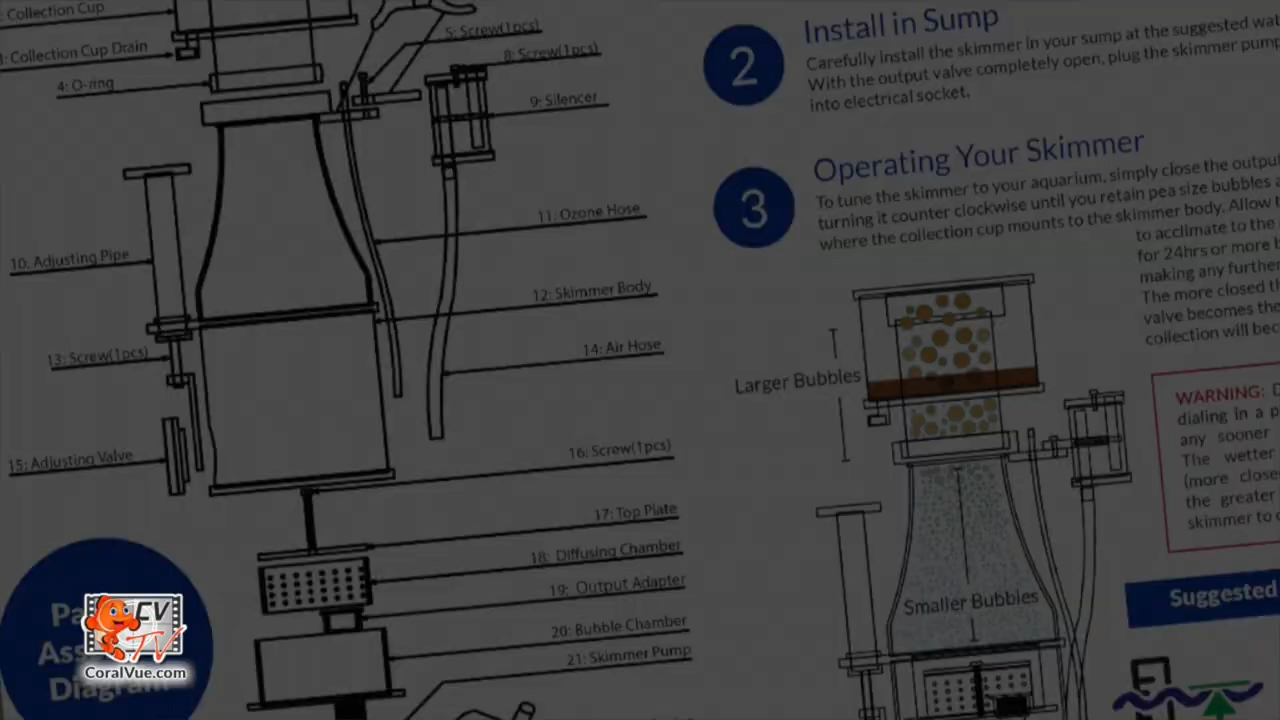 Collection Cup
Collection Cup Drain
4: O-ring
5: Screw(1pcs)
8: Screw(1pcs)
9: Silencer
10: Adjusting Pipe
11: Ozone Hose
12: Skimmer Body
13: Screw(1pcs)
14: Air Hose
15: Adjusting Valve
16: Screw(1pcs)
17: Top Plate
18: Diffusing Chamber
19: Output Adapter
20: Bubble Chamber
21: Skimmer Pump
Diagram
CV
TV
CoralVue.com
2
Install in Sump
Carefully install the skimmer in your sump at the suggested
With the output valve completely open, plug the skimmer pump
into electrical socket.
3
Operating Your Skimmer
To tune the skimmer to your aquarium, simply close the output
turning it counter clockwise until you retain pea size bubbles
where the collection cup mounts to the skimmer body. Allow
to acclimate to the
for 24hrs or more
making any further
The more closed
valve becomes
collection will
Larger Bubbles
Smaller Bubbles
WARNING:
dialing in a
any sooner
The wetter
(more
the greater
skimmer to
Suggested